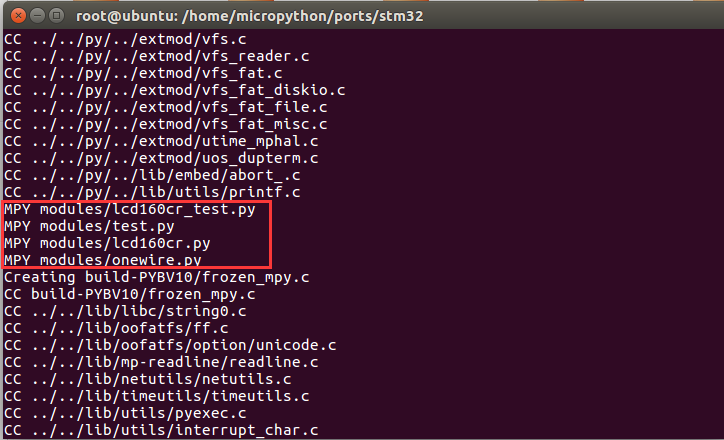 root@ubuntu: /home/micropython/ports/stm32
CC ../../py/../extmod/vfs.c
CC ../../py/../extmod/vfs_reader.c
CC ../../py/../extmod/vfs_fat.c
CC ../../py/../extmod/vfs_fat_diskio.c
CC ../../py/../extmod/vfs_fat_file.c
CC ../../py/../extmod/vfs_fat_misc.c
CC ../../py/../extmod/utime_mphal.c
CC ../../py/../extmod/uos_dupterm.c
CC ../../py/../lib/embed/abort_.c
CC ../../py/../lib/utils/printf.c
MPY modules/lcd160cr_test.py
MPY modules/test.py
MPY modules/lcd160cr.py
MPY modules/onewire.py
Creating build-PYBV10/frozen_mpy.c
CC build-PYBV10/frozen_mpy.c
CC ../../lib/libc/string0.c
CC ../../lib/oofatfs/ff.c
CC ../../lib/oofatfs/option/unicode.c
CC ../../lib/mp-readline/readline.c
CC ../../lib/netutils/netutils.c
CC ../../lib/timeutils/timeutils.c
CC ../../lib/utils/pyexec.c
CC ../../lib/utils/interrupt_char.c